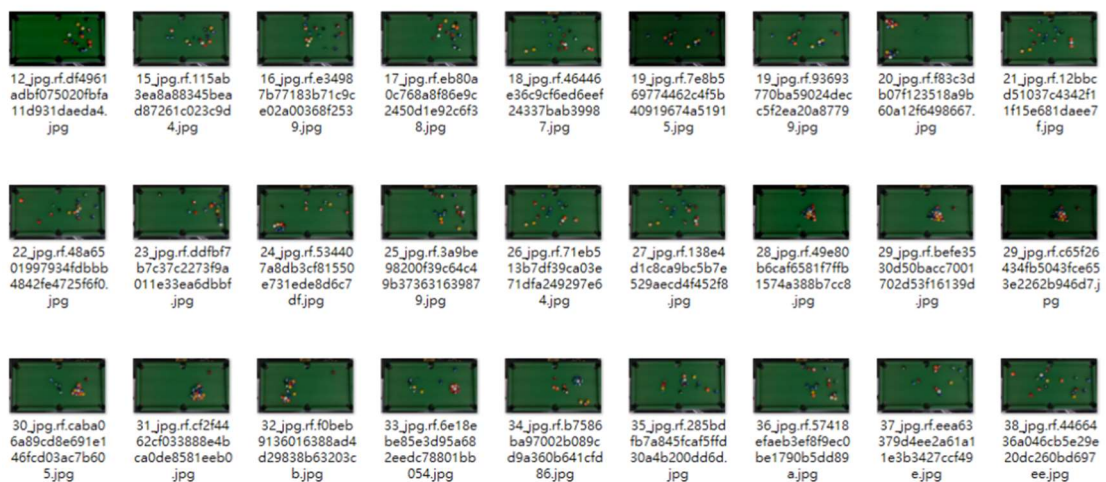 12_jpg.rf.df4961
adbf075020fbfa
11d931daeda4.
jpg
15_jpg.rf.115ab
3ea8a88345bea
d87261c023c9d
4.jpg
16_jpg.rf.e3498
7b77183b71c9c
e02a00368f253
9.jpg
17_jpg.rf.eb80a
0c768a8f86e9c
2450d1e92c6f3
8.jpg
18_jpg.rf.46446
e36c9cf6ed6eef
24337bab3998
7.jpg
19_jpg.rf.7e8b5
69774462c4f5b
40919674a5191
5.jpg
19_jpg.rf.93693
770ba59024dec
c5f2ea20a8779
9.jpg
20_jpg.rf.f83c3d
b07f123518a9b
60a12f6498667.
jpg
21_jpg.rf.12bbc
d51037c4342f1
1f15e681daee7
f.jpg
22_jpg.rf.48a65
01997934fdbbb
4842fe4725f6f0.
jpg
23_jpg.rf.ddfbf7
b7c37c2273f9a
011e33ea6dbbf
.jpg
24_jpg.rf.53440
7a8db3cf81550
e731ede8d6c7
df.jpg
25_jpg.rf.3a9be
98200f39c64c4
9b37363163987
9.jpg
26_jpg.rf.71eb5
13b7df39ca03e
71dfa249297e6
4.jpg
27_jpg.rf.138e4
d1c8ca9bc5b7e
529aecd4f452f8
.jpg
28_jpg.rf.49e80
b6caf6581f7ffb
1574a388b7cc8
.jpg
29_jpg.rf.befe35
30d50bacc7001
702d53f16139d
.jpg
29_jpg.rf.c65f26
434fb5043fce65
3e2262b946d7.j
pg
30_jpg.rf.caba0
6a89cd8e691e1
46fcd03ac7b60
5.jpg
31_jpg.rf.cf2f44
62cf033888e4b
ca0de8581eeb0
.jpg
32_jpg.rf.f0beb
9136016388ad4
d29838b63203c
b.jpg
33_jpg.rf.6e18e
be85e3d95a68
2eedc78801bb
054.jpg
34_jpg.rf.b7586
ba97002b089c
d9a360b641cfd
86.jpg
35_jpg.rf.285bd
fb7a845fcaf5ffd
30a4b200dd6d.
jpg
36_jpg.rf.57418
efaeb3ef8f9ec0
be1790b5dd89
a.jpg
37_jpg.rf.eea63
379d4ee2a61a1
1e3b3427ccf49
e.jpg
38_jpg.rf.44664
36a046cb5e29e
20dc260bd697
ee.jpg